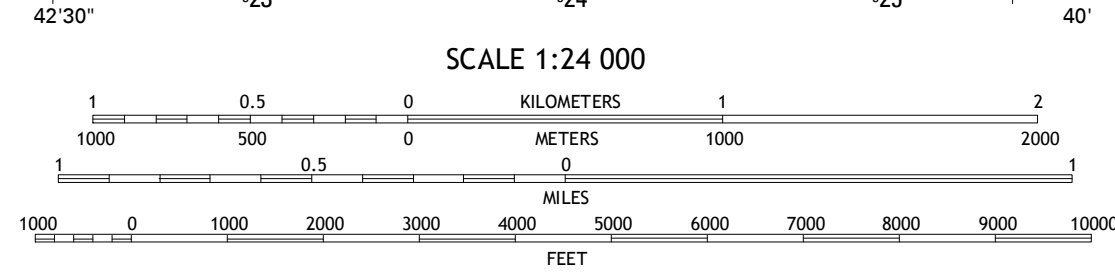 42'30" 40'
SCALE 1:24 000
1 0.5 0 KILOMETERS 1 2
1000 500 0 METERS 1000 2000
1 0.5 0 1
MILES
1000 0 1000 2000 3000 4000 5000 6000 7000 8000 9000 10000
FEET